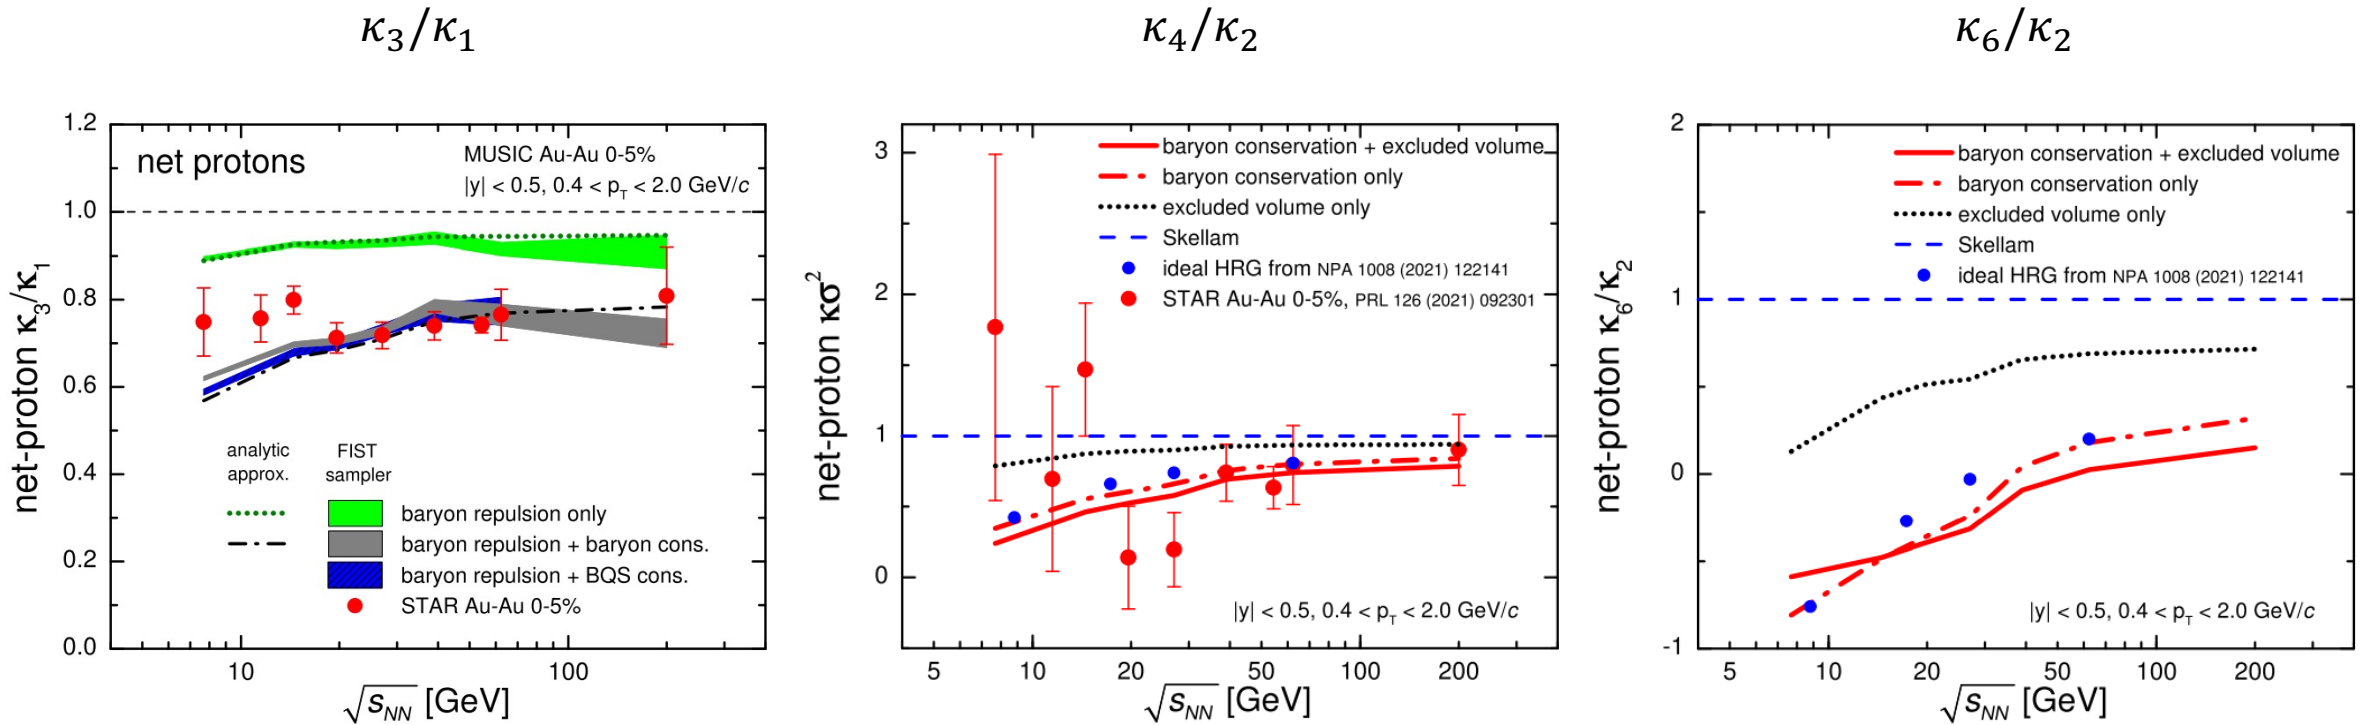 κ₃/κ₁
κ₄/κ₂
κ₆/κ₂
net protons
MUSIC Au-Au 0-5%
|y| < 0.5, 0.4 < p_T < 2.0 GeV/c
1.2
1.0
0.8
0.6
0.4
0.2
0.0
net-proton κ₃/κ₁
analytic approx.
FIST sampler
baryon repulsion only
baryon repulsion + baryon cons.
baryon repulsion + BQS cons.
STAR Au-Au 0-5%
10
100
√s_NN [GeV]
3
2
1
0
net-proton κσ²
baryon conservation + excluded volume
baryon conservation only
excluded volume only
Skellam
ideal HRG from NPA 1008 (2021) 122141
STAR Au-Au 0-5%, PRL 126 (2021) 092301
|y| < 0.5, 0.4 < p_T < 2.0 GeV/c
5
10
20
50
100
200
√s_NN [GeV]
2
1
0
-1
net-proton κ₆/κ₂
baryon conservation + excluded volume
baryon conservation only
excluded volume only
Skellam
ideal HRG from NPA 1008 (2021) 122141
|y| < 0.5, 0.4 < p_T < 2.0 GeV/c
5
10
20
50
100
200
√s_NN [GeV]